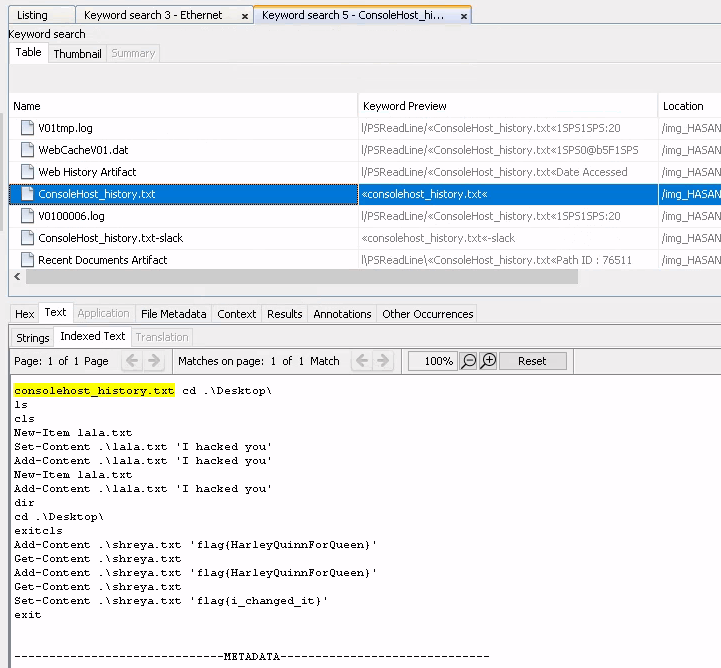 Listing Keyword search 3 - Ethernet x Keyword search 5 - ConsoleHost_hi... x
Keyword search
Table Thumbnail Summary
Name Keyword Preview Location
V01tmp.log l/PSReadLine/«ConsoleHost_history.txt«1SPS1SPS:20 /img_HASAN
WebCacheV01.dat l/PSReadLine/«ConsoleHost_history.txt«1SPS0@b5F1SPS /img_HASAN
Web History Artifact l/PSReadLine/«ConsoleHost_history.txt«Date Accessed /img_HASAN
ConsoleHost_history.txt «consolehost_history.txt« /img_HASAN
V0100006.log l/PSReadLine/«ConsoleHost_history.txt«1SPS1SPS:20 /img_HASAN
ConsoleHost_history.txt-slack «consolehost_history.txt«-slack /img_HASAN
Recent Documents Artifact l\PSReadLine\«ConsoleHost_history.txt«Path ID : 76511 /img_HASAN
Hex Text Application File Metadata Context Results Annotations Other Occurrences
Strings Indexed Text Translation
Page: 1 of 1 Page Matches on page: 1 of 1 Match 100% Reset
consolehost_history.txt cd .\Desktop\
ls
cls
New-Item lala.txt
Set-Content .\lala.txt 'I hacked you'
Add-Content .\lala.txt 'I hacked you'
New-Item lala.txt
Add-Content .\lala.txt 'I hacked you'
dir
cd .\Desktop\
exitcls
Add-Content .\shreya.txt 'flag{HarleyQuinnForQueen}'
Get-Content .\shreya.txt
Add-Content .\shreya.txt 'flag{HarleyQuinnForQueen}'
Get-Content .\shreya.txt
Set-Content .\shreya.txt 'flag{i_changed_it}'
exit
------------------------------METADATA------------------------------